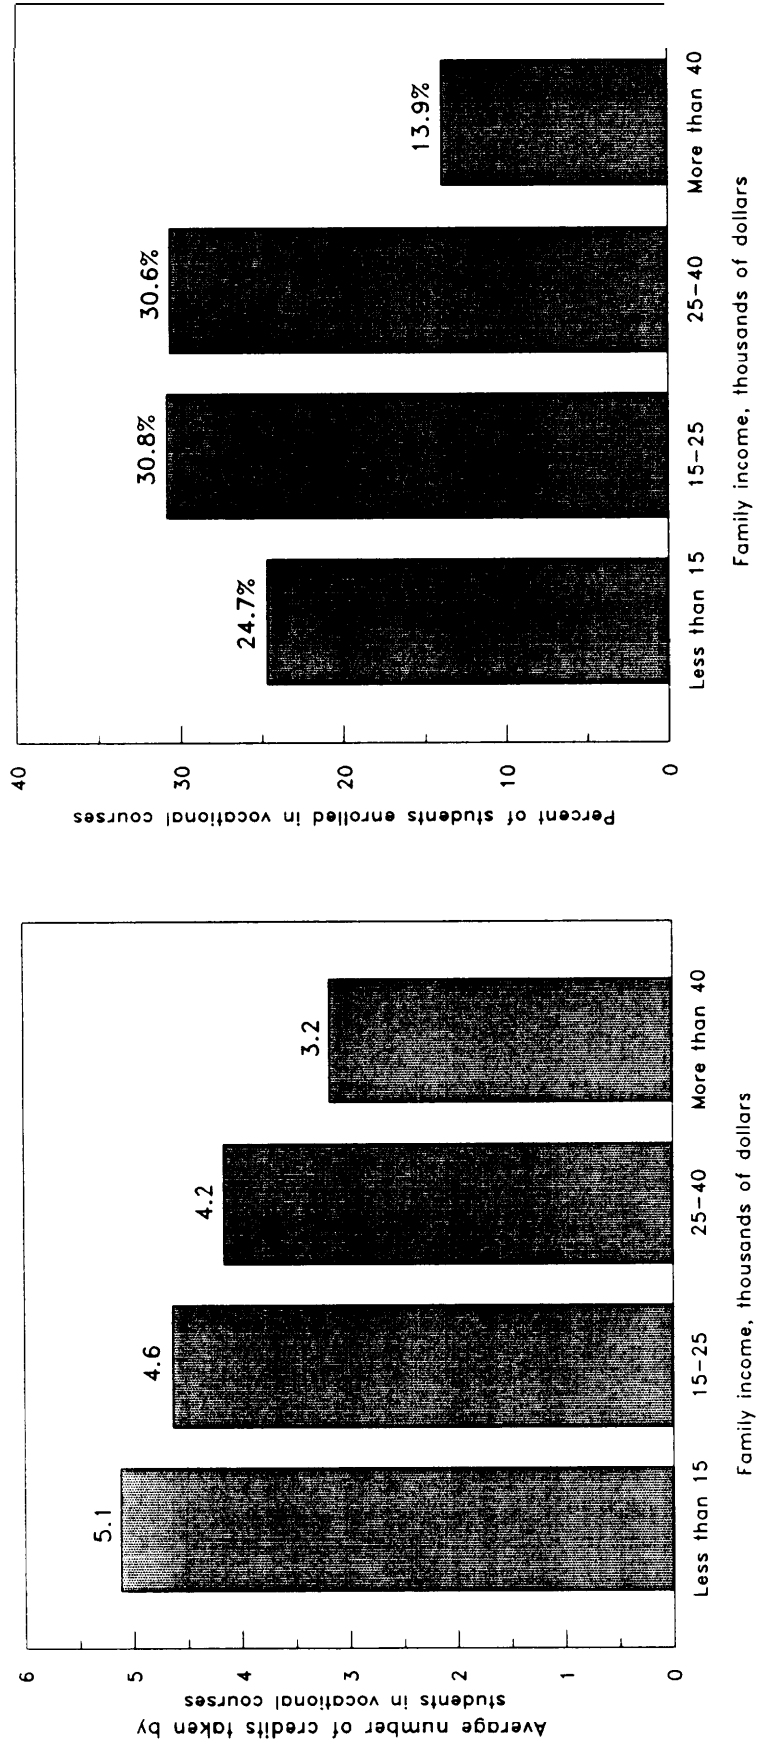 Average number of credits taken by
students in vocational courses
6
5
4
3
2
1
0
5.1
4.6
4.2
3.2
Less than 15
15-25
25-40
More than 40
Family income, thousands of dollars
Percent of students enrolled in vocational courses
40
30
20
10
0
24.7%
30.8%
30.6%
13.9%
Less than 15
15-25
25-40
More than 40
Family income, thousands of dollars